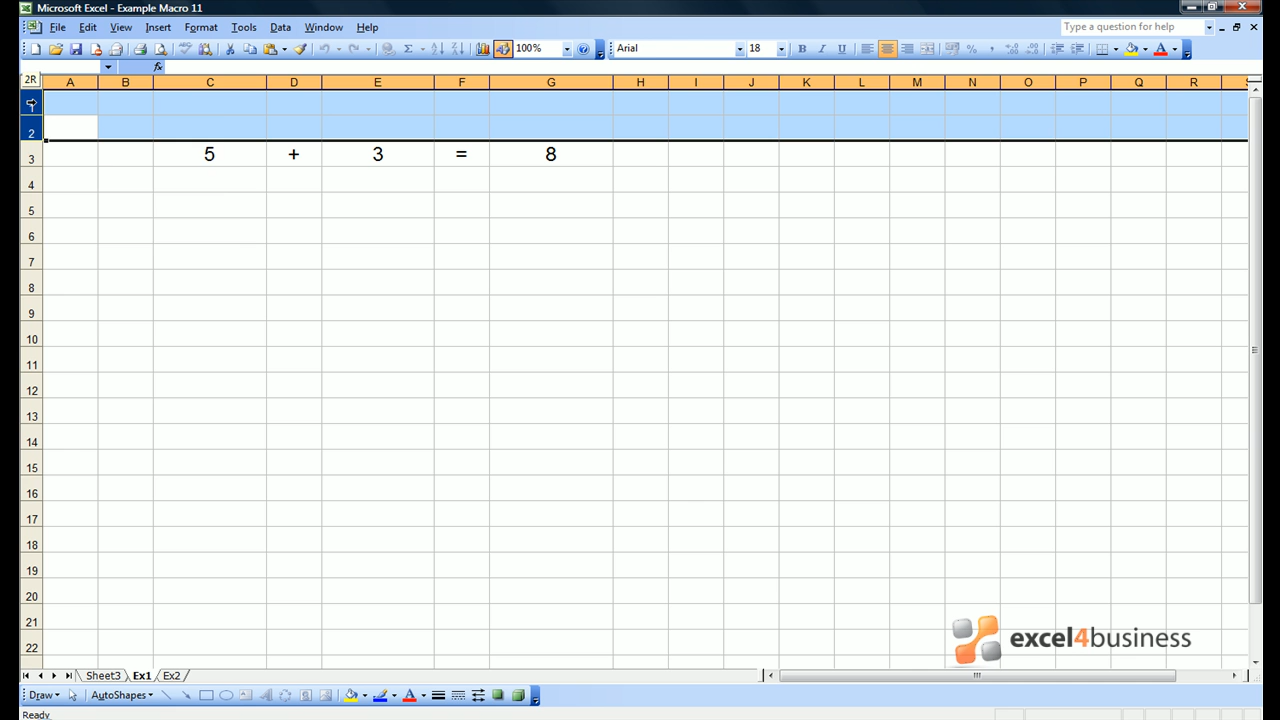 Microsoft Excel - Example Macro 11
File Edit View Insert Format Tools Data Window Help
Type a question for help
100% Arial 18 B I U
2R
A B C D E F G H I J K L M N O P Q R S
1
2
3 5 + 3 = 8
4
5
6
7
8
9
10
11
12
13
14
15
16
17
18
19
20
21
22
excel4business
Sheet3 Ex1 Ex2
Draw AutoShapes
Ready